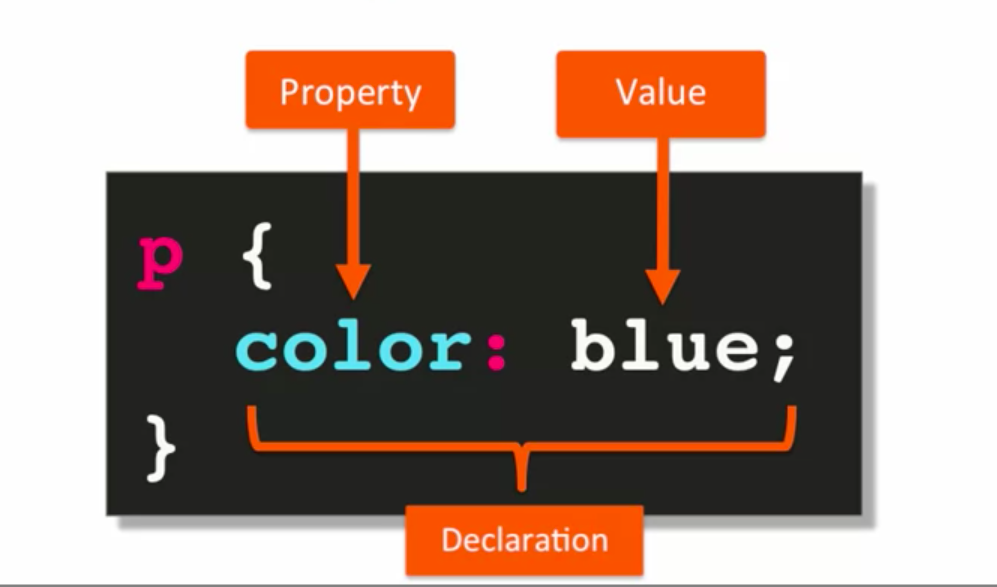 Property
Value
p {
color: blue;
}
Declaration